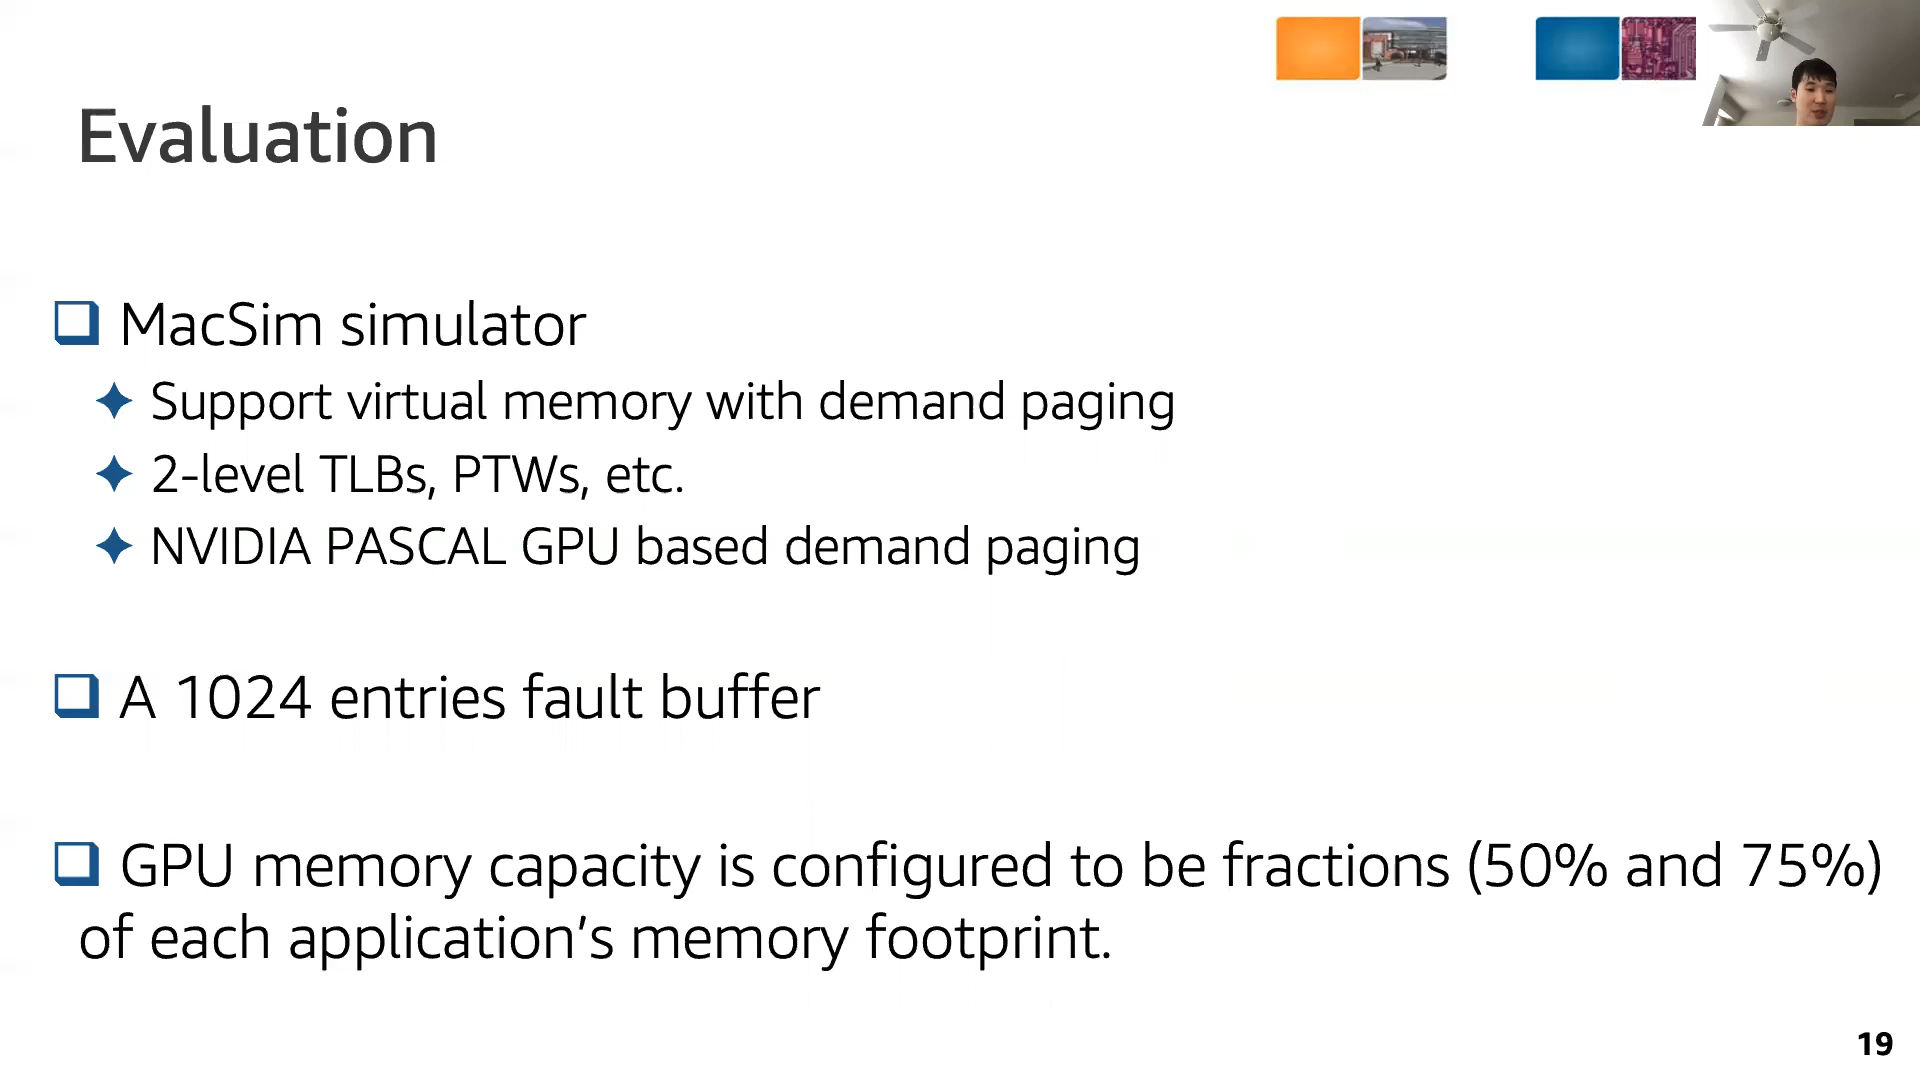 Evaluation
MacSim simulator
Support virtual memory with demand paging
2-level TLBs, PTWs, etc.
NVIDIA PASCAL GPU based demand paging
A 1024 entries fault buffer
GPU memory capacity is configured to be fractions (50% and 75%)
of each application’s memory footprint.
19